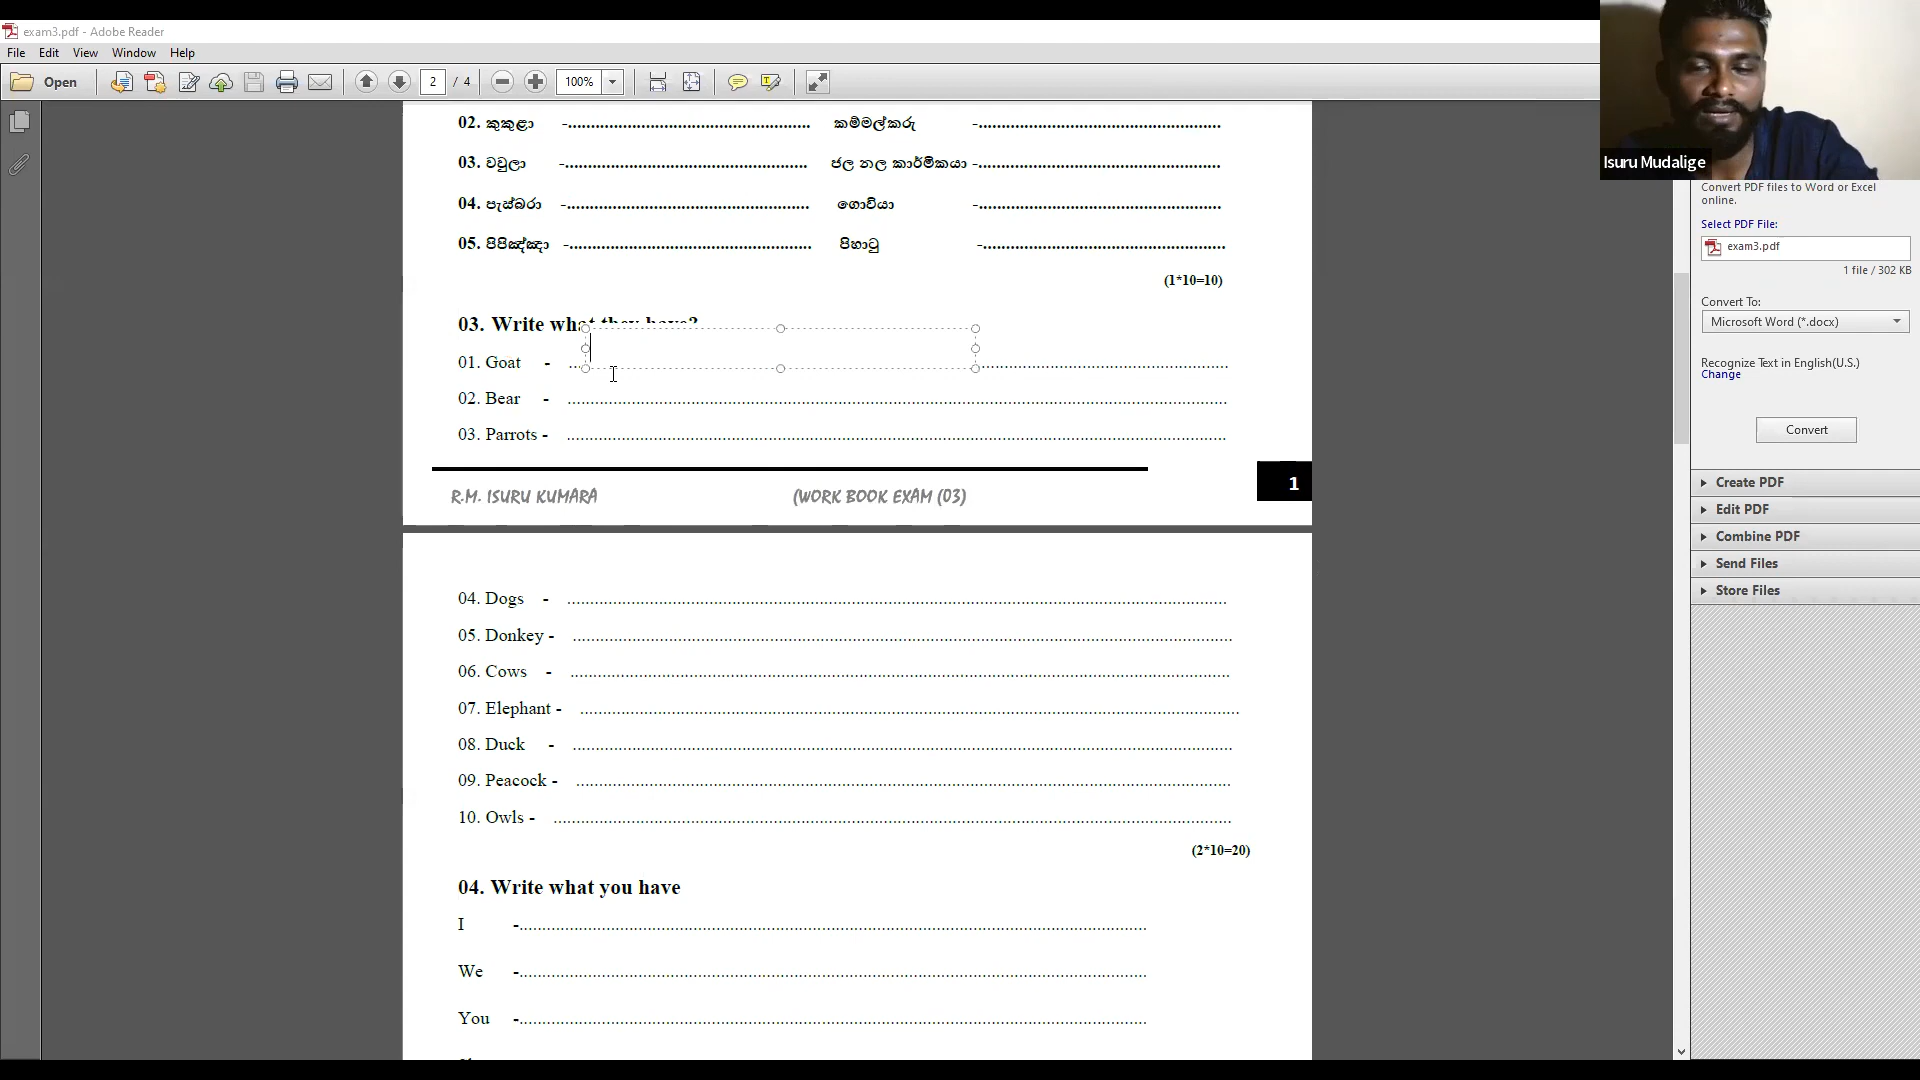 exam3.pdf - Adobe Reader
File Edit View Window Help
Open 2 / 4 100%
Isuru Mudalige
02. කුකුළා -.................................................... කම්මල්කරු -....................................................
03. වවුලා -.................................................... ජල නල කාර්මිකයා -....................................................
04. පැස්බරා -.................................................... ගොවියා -....................................................
05. පිපිඤ්ඤා -.................................................... පිහාටු -....................................................
(1*10=10)
03. Write what they have?
01. Goat - ....................................................
02. Bear - ....................................................
03. Parrots - ....................................................
R.M. ISURU KUMARA (WORK BOOK EXAM (03) 1
04. Dogs - ....................................................
05. Donkey - ....................................................
06. Cows - ....................................................
07. Elephant - ....................................................
08. Duck - ....................................................
09. Peacock - ....................................................
10. Owls - ....................................................
(2*10=20)
04. Write what you have
I -....................................................
We -....................................................
You -....................................................
Convert PDF files to Word or Excel
online.
Select PDF File:
exam3.pdf
1 file / 302 KB
Convert To:
Microsoft Word (*.docx)
Recognize Text in English(U.S.)
Change
Convert
Create PDF
Edit PDF
Combine PDF
Send Files
Store Files